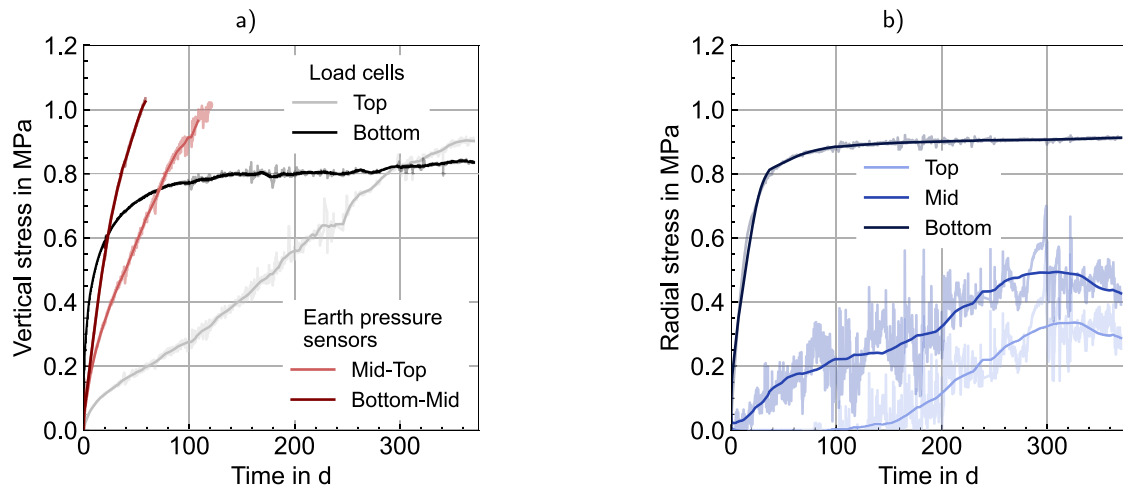 a)
Vertical stress in MPa
1.2
1.0
0.8
0.6
0.4
0.2
0.0
0
100
200
300
Time in d
Load cells
Top
Bottom
Earth pressure
sensors
Mid-Top
Bottom-Mid
b)
Radial stress in MPa
1.2
1.0
0.8
0.6
0.4
0.2
0.0
0
100
200
300
Time in d
Top
Mid
Bottom